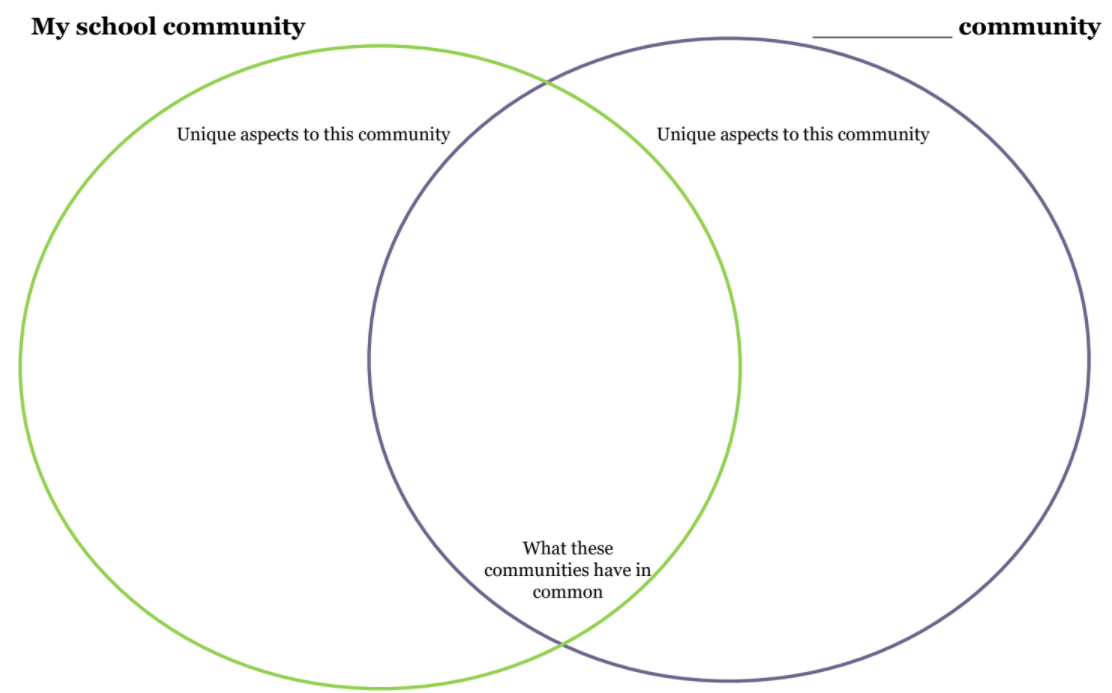 My school community
___________ community
Unique aspects to this community
Unique aspects to this community
What these
communities have in
common